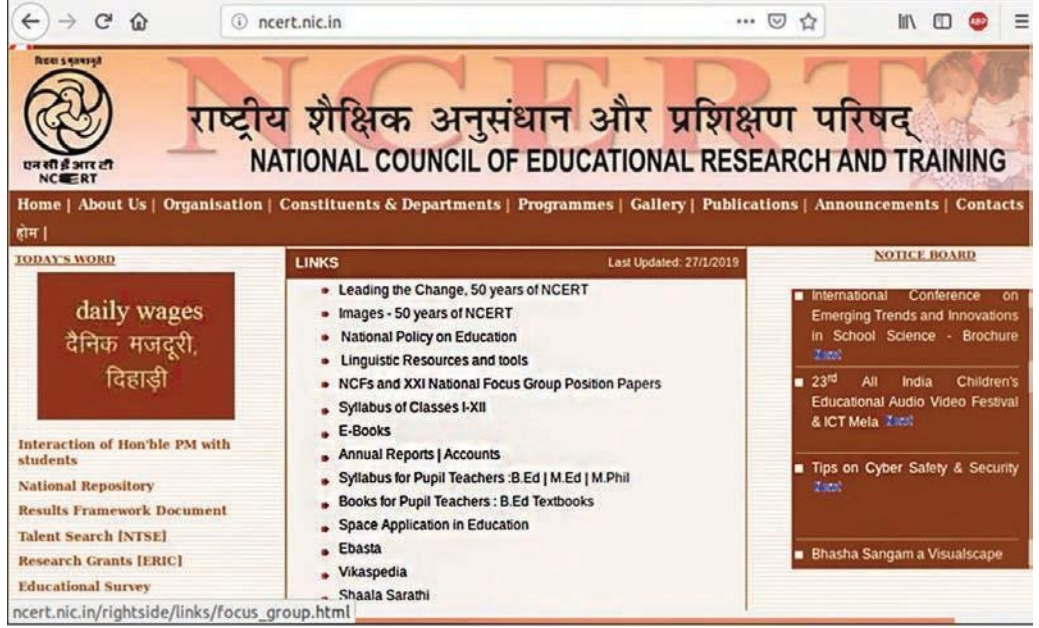 ncert.nic.in
ABP
विद्यया ऽ मृतमश्नुते
एन सी ई आर टी
NCERT
NCERT
राष्ट्रीय शैक्षिक अनुसंधान और प्रशिक्षण परिषद्
NATIONAL COUNCIL OF EDUCATIONAL RESEARCH AND TRAINING
Home | About Us | Organisation | Constituents & Departments | Programmes | Gallery | Publications | Announcements | Contacts
होम |
TODAY'S WORD
daily wages
दैनिक मजदूरी,
दिहाड़ी
Interaction of Hon'ble PM with
students
National Repository
Results Framework Document
Talent Search [NTSE]
Research Grants [ERIC]
Educational Survey
ncert.nic.in/rightside/links/focus_group.html
LINKS Last Updated: 27/1/2019
Leading the Change, 50 years of NCERT
Images - 50 years of NCERT
National Policy on Education
Linguistic Resources and tools
NCFs and XXI National Focus Group Position Papers
Syllabus of Classes I-XII
E-Books
Annual Reports | Accounts
Syllabus for Pupil Teachers :B.Ed | M.Ed | M.Phil
Books for Pupil Teachers : B.Ed Textbooks
Space Application in Education
Ebasta
Vikaspedia
Shaala Sarathi
NOTICE BOARD
International Conference on
Emerging Trends and Innovations
in School Science - Brochure
23rd All India Children's
Educational Audio Video Festival
& ICT Mela
Tips on Cyber Safety & Security
Bhasha Sangam a Visualscape